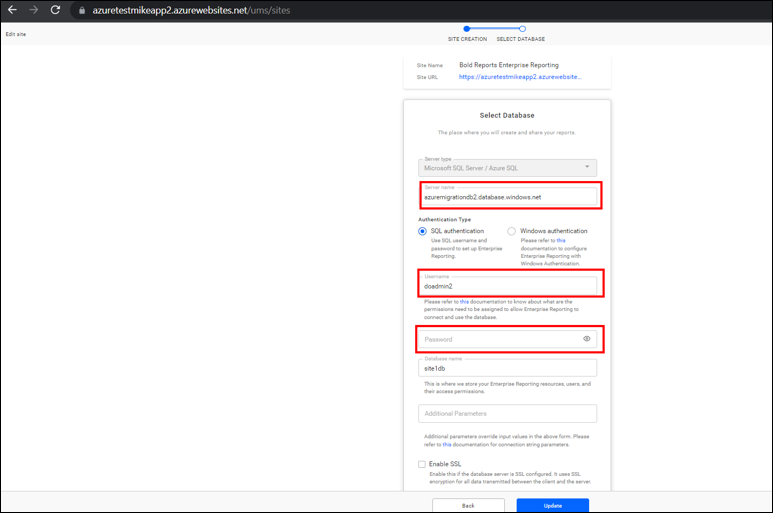 azuretestmikeapp2.azurewebsites.net/ums/sites
Edit site
SITE CREATION SELECT DATABASE
Site Name Bold Reports Enterprise Reporting
Site URL https://azuretestmikeapp2.azurewebsite...
Select Database
The place where you will create and share your reports.
Server type
Microsoft SQL Server / Azure SQL
Server name
azuremigrationdb2.database.windows.net
Authentication Type
SQL authentication Windows authentication
Use SQL username and Please refer to this
password to set up Enterprise documentation to configure
Reporting. Enterprise Reporting with
Windows Authentication.
Username
doadmin2
Please refer to this documentation to know about what are the
permissions need to be assigned to allow Enterprise Reporting to
connect and use the database.
Password
Database name
site1db
This is where we store your Enterprise Reporting resources, users, and
their access permissions.
Additional Parameters
Additional parameters override input values in the above form. Please
refer to this documentation for connection string parameters.
Enable SSL
Enable this if the database server is SSL configured. It uses SSL
encryption for all data transmitted between the client and the server.
Back Update